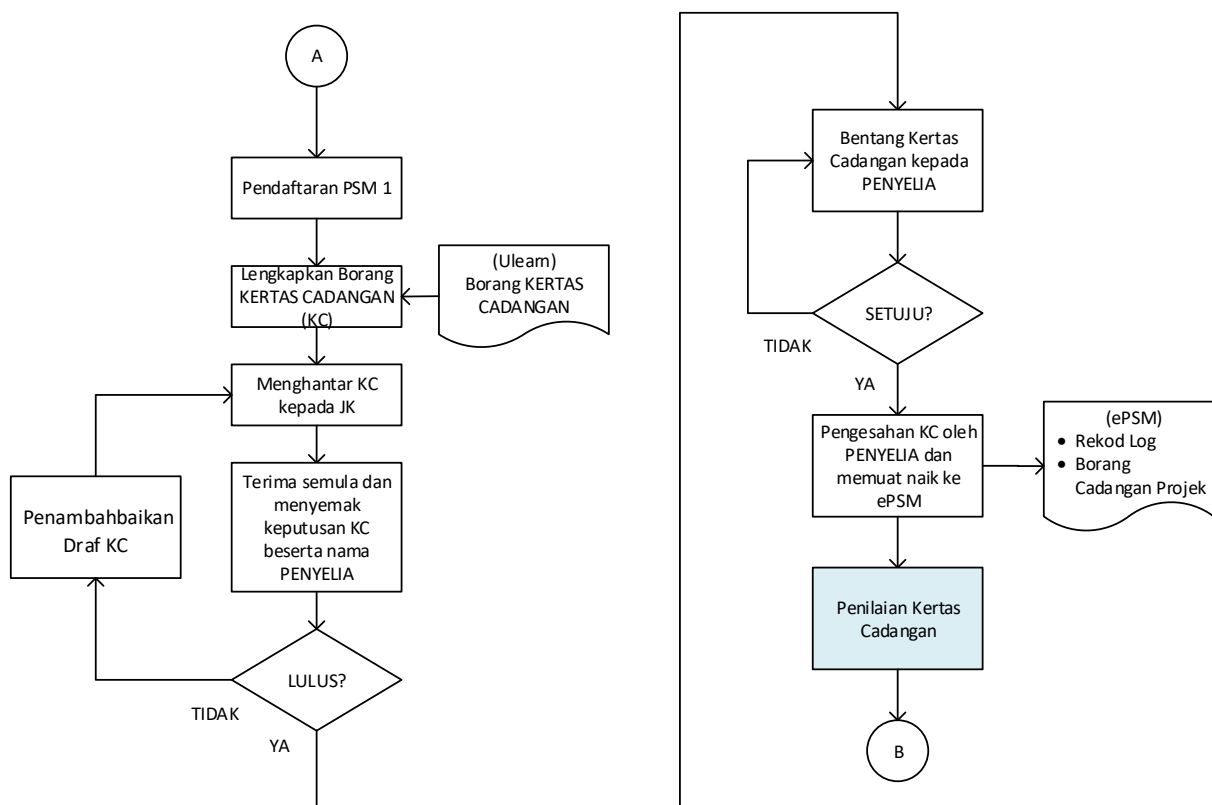 A
Pendaftaran PSM 1
Lengkapkan Borang
KERTAS CADANGAN
(KC)
(Uleam)
Borang KERTAS
CADANGAN
Menghantar KC
kepada JK
Terima semula dan
menyemak
keputusan KC
beserta nama
PENYELIA
Penambahbaikan
Draf KC
LULUS?
TIDAK
YA
Bentang Kertas
Cadangan kepada
PENYELIA
SETUJU?
TIDAK
YA
Pengesahan KC oleh
PENYELIA dan
memuat naik ke
ePSM
(ePSM)
• Rekod Log
• Borang
Cadangan Projek
Penilaian Kertas
Cadangan
B